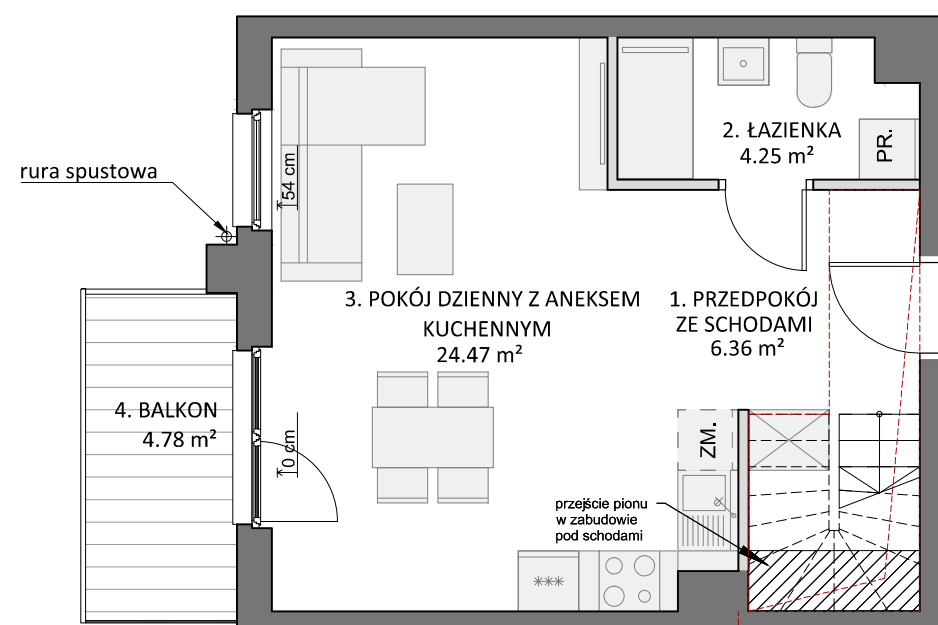 2. ŁAZIENKA
4.25 m²
PR.
rura spustowa
54 cm
3. POKÓJ DZIENNY Z ANEKSEM
KUCHENNYM
24.47 m²
1. PRZEDPOKÓJ
ZE SCHODAMI
6.36 m²
4. BALKON
4.78 m²
0 cm
ZM.
przejście pionu
w zabudowie
pod schodami
***